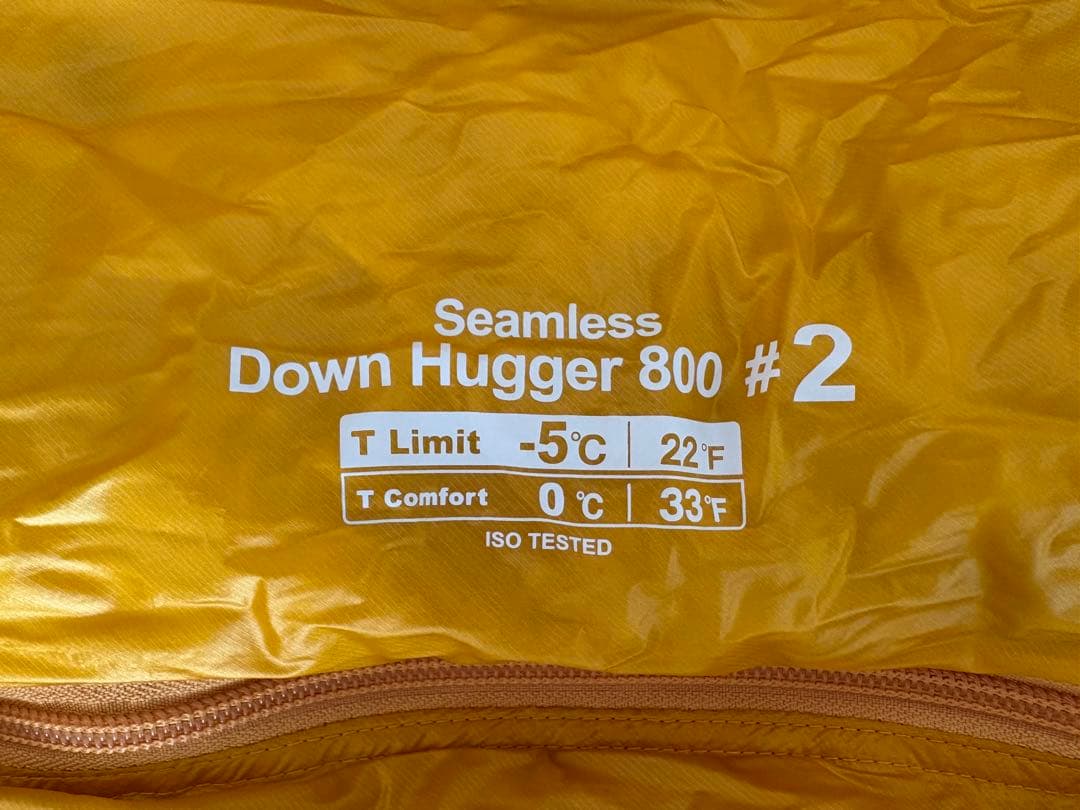 Seamless
Down Hugger 800 #2
T Limit -5℃ | 22°F
T Comfort 0℃ | 33°F
ISO TESTED